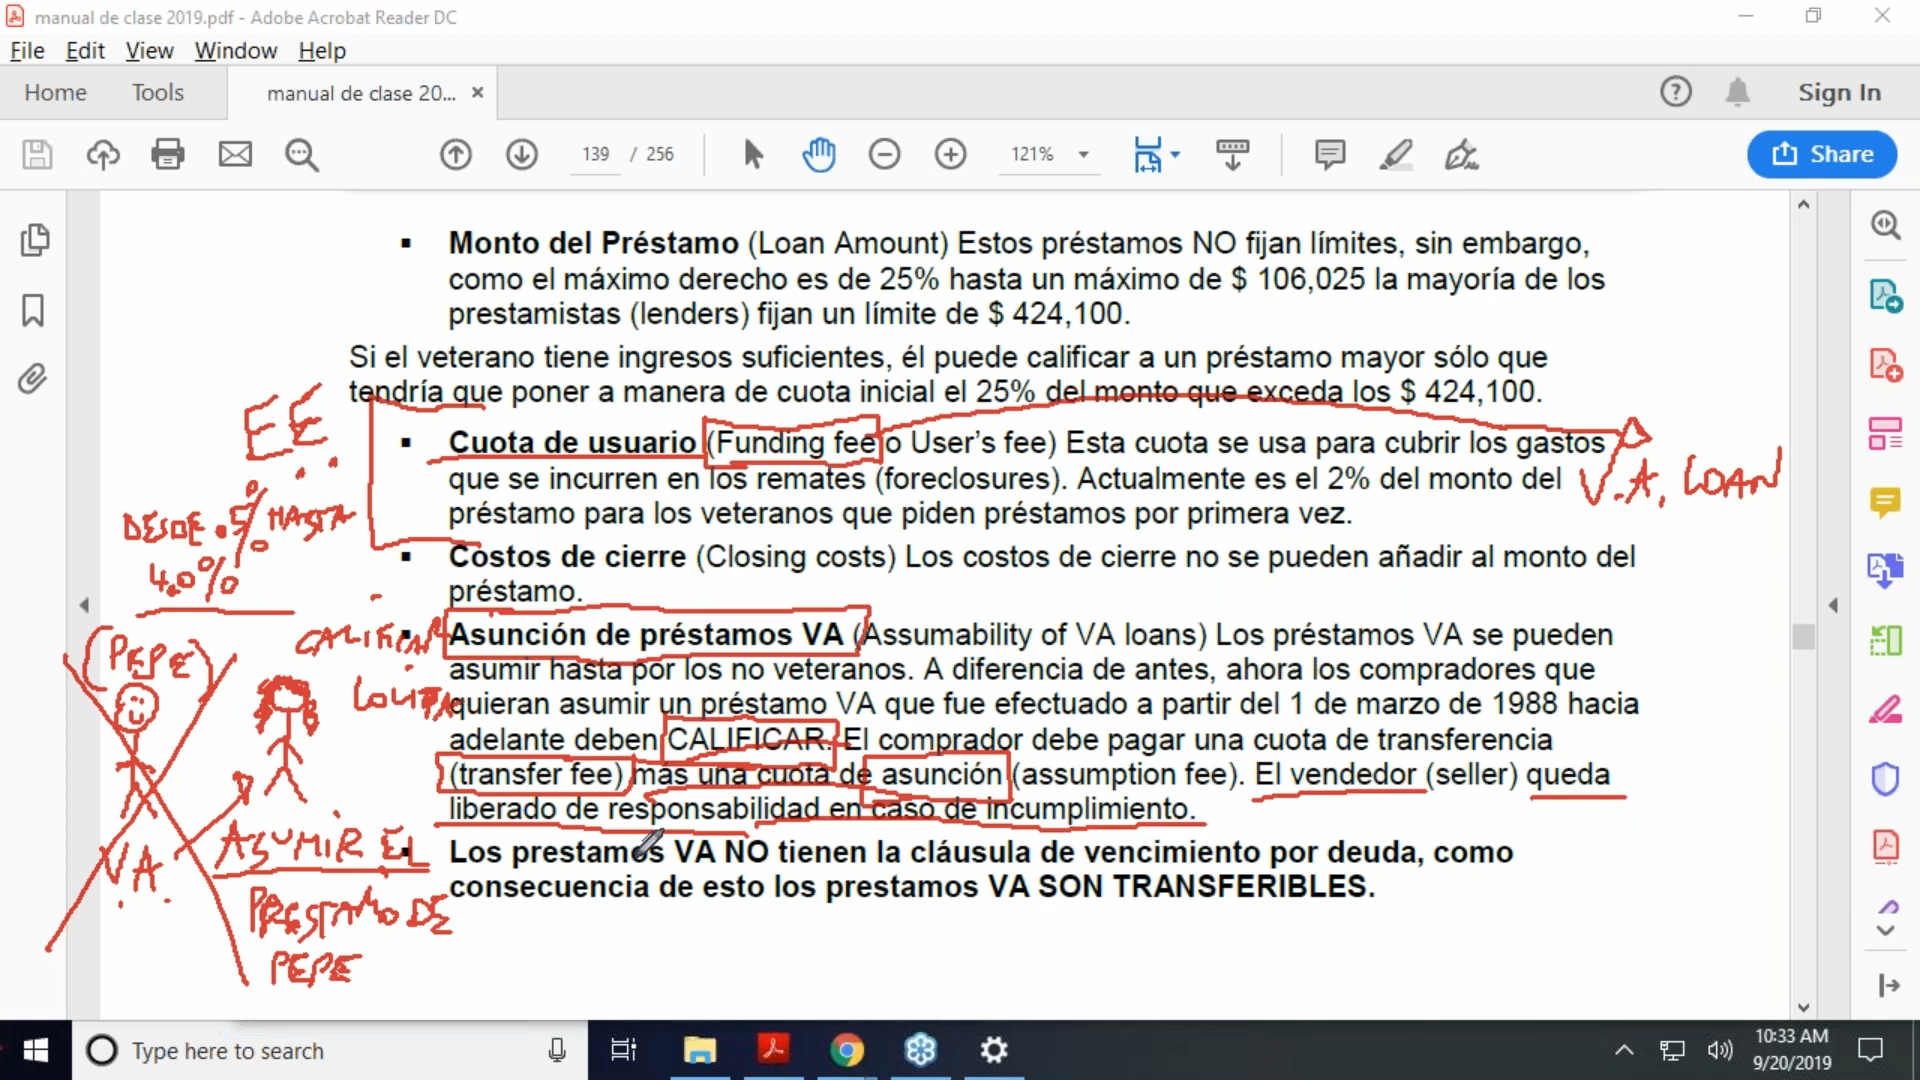 manual de clase 2019.pdf - Adobe Acrobat Reader DC
File Edit View Window Help
Home Tools manual de clase 20... × Sign In
139 / 256 121% Share
▪ Monto del Préstamo (Loan Amount) Estos préstamos NO fijan límites, sin embargo,
como el máximo derecho es de 25% hasta un máximo de $ 106,025 la mayoría de los
prestamistas (lenders) fijan un límite de $ 424,100.
Si el veterano tiene ingresos suficientes, él puede calificar a un préstamo mayor sólo que
tendría que poner a manera de cuota inicial el 25% del monto que exceda los $ 424,100.
▪ Cuota de usuario (Funding fee o User's fee) Esta cuota se usa para cubrir los gastos
que se incurren en los remates (foreclosures). Actualmente es el 2% del monto del
préstamo para los veteranos que piden préstamos por primera vez.
▪ Costos de cierre (Closing costs) Los costos de cierre no se pueden añadir al monto del
préstamo.
▪ Asunción de préstamos VA (Assumability of VA loans) Los préstamos VA se pueden
asumir hasta por los no veteranos. A diferencia de antes, ahora los compradores que
quieran asumir un préstamo VA que fue efectuado a partir del 1 de marzo de 1988 hacia
adelante deben CALIFICAR. El comprador debe pagar una cuota de transferencia
(transfer fee) más una cuota de asunción (assumption fee). El vendedor (seller) queda
liberado de responsabilidad en caso de incumplimiento.
▪ Los prestamos VA NO tienen la cláusula de vencimiento por deuda, como
consecuencia de esto los prestamos VA SON TRANSFERIBLES.
EE
V.A. LOAN
DESDE .5% HASTA
4.0%
(PEPE)
CALIFICAR
LOLITA
VA
ASUMIR EL
PRESTAMO DE
PEPE
Type here to search
10:33 AM
9/20/2019